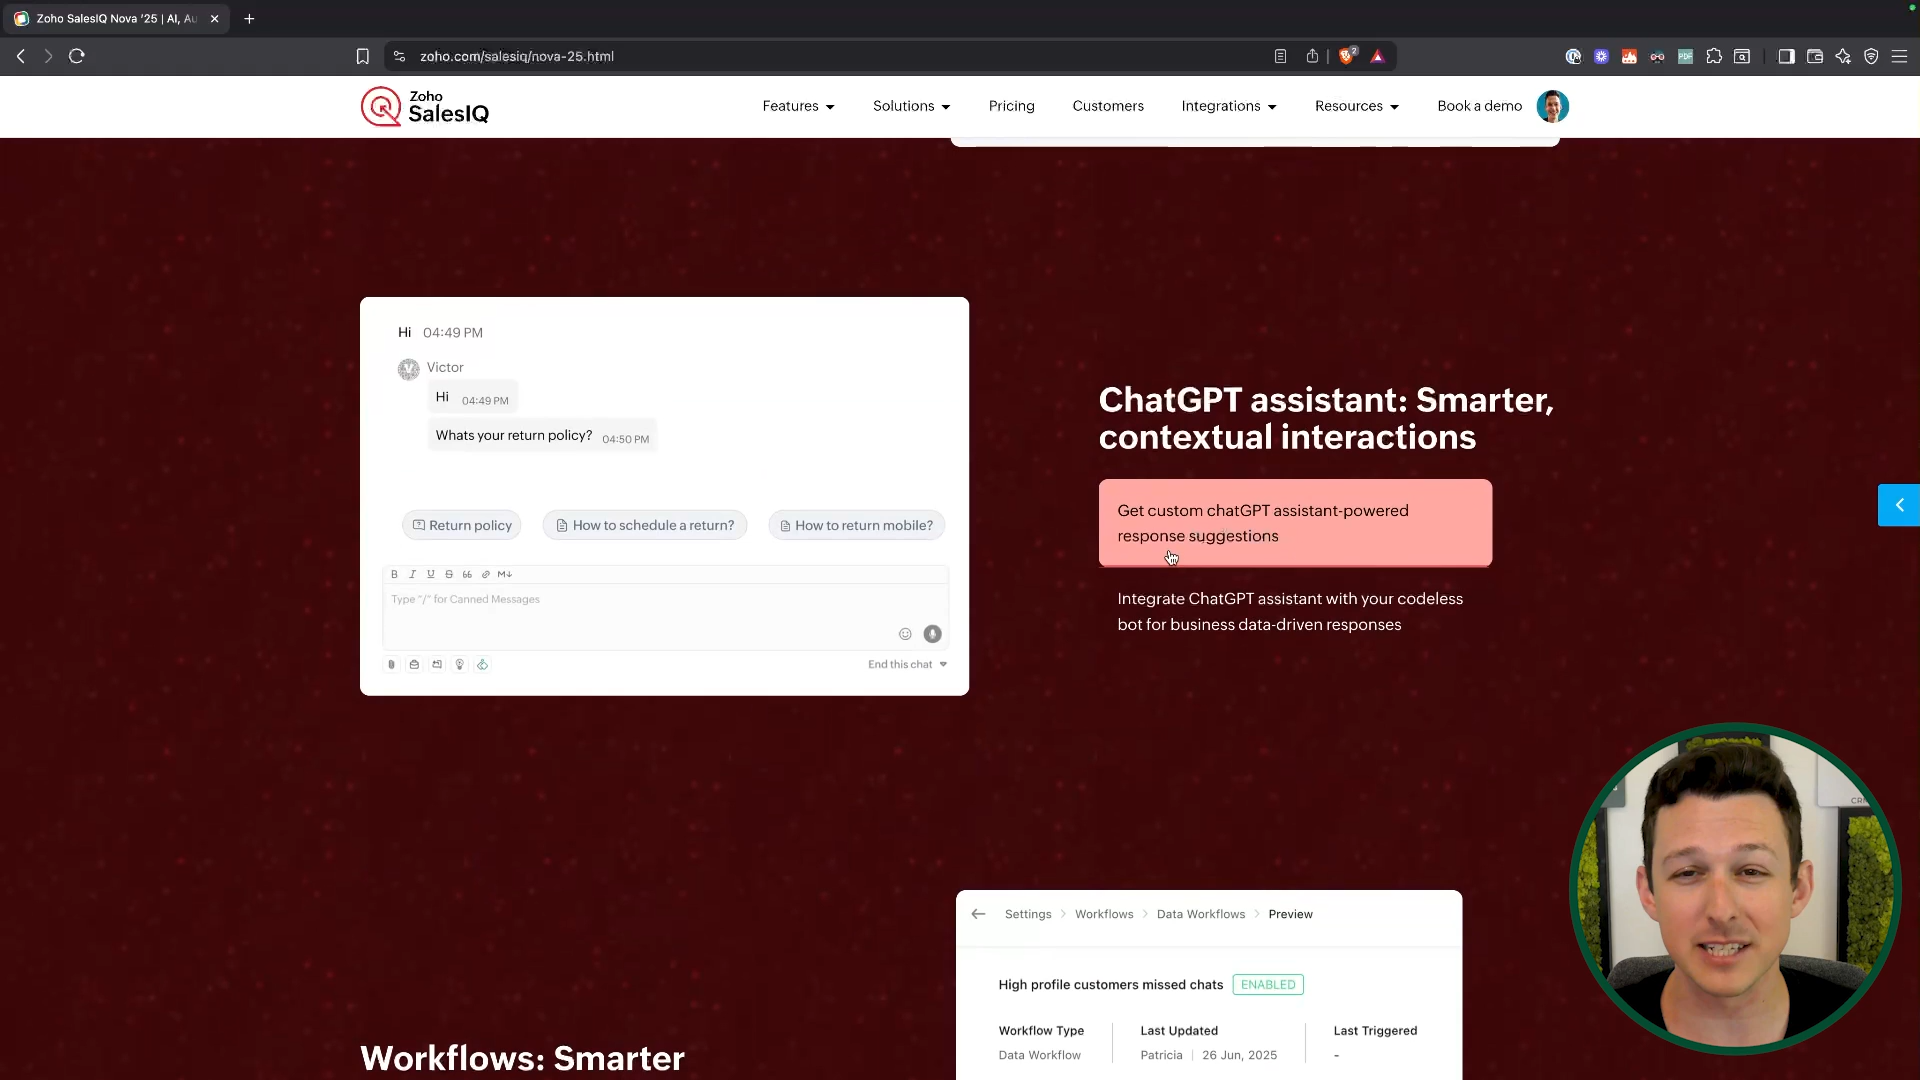 Zoho SalesIQ Nova '25 | AI, Au
zoho.com/salesiq/nova-25.html
2
PDF
Zoho
SalesIQ
Features
Solutions
Pricing
Customers
Integrations
Resources
Book a demo
Hi 04:49 PM
Victor
Hi 04:49 PM
Whats your return policy? 04:50 PM
Return policy
How to schedule a return?
How to return mobile?
B I U S 66 M↓
Type "/" for Canned Messages
End this chat
ChatGPT assistant: Smarter,
contextual interactions
Get custom chatGPT assistant-powered
response suggestions
Integrate ChatGPT assistant with your codeless
bot for business data-driven responses
Settings > Workflows > Data Workflows > Preview
High profile customers missed chats ENABLED
Workflow Type Last Updated Last Triggered
Data Workflow Patricia | 26 Jun, 2025 -
Workflows: Smarter